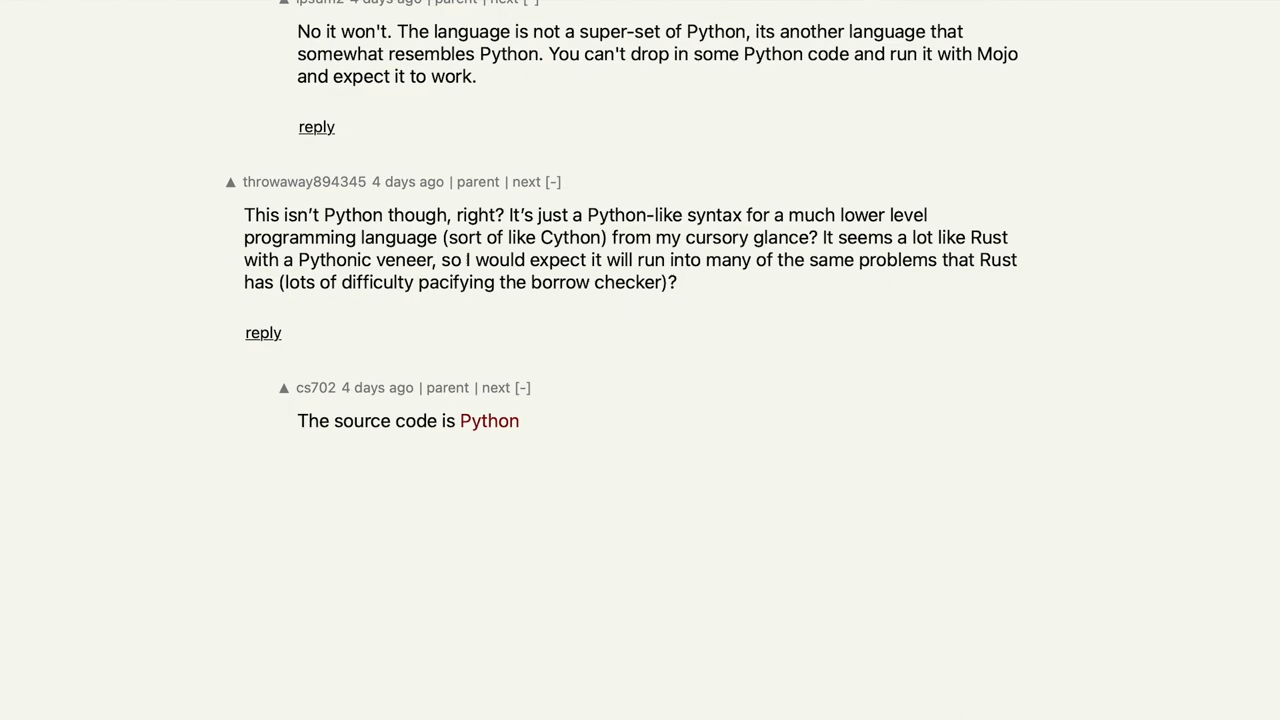 4 days ago | parent | next [-]
No it won't. The language is not a super-set of Python, its another language that
somewhat resembles Python. You can't drop in some Python code and run it with Mojo
and expect it to work.
reply
▲ throwaway894345 4 days ago | parent | next [-]
This isn’t Python though, right? It’s just a Python-like syntax for a much lower level
programming language (sort of like Cython) from my cursory glance? It seems a lot like Rust
with a Pythonic veneer, so I would expect it will run into many of the same problems that Rust
has (lots of difficulty pacifying the borrow checker)?
reply
▲ cs702 4 days ago | parent | next [-]
The source code is Python